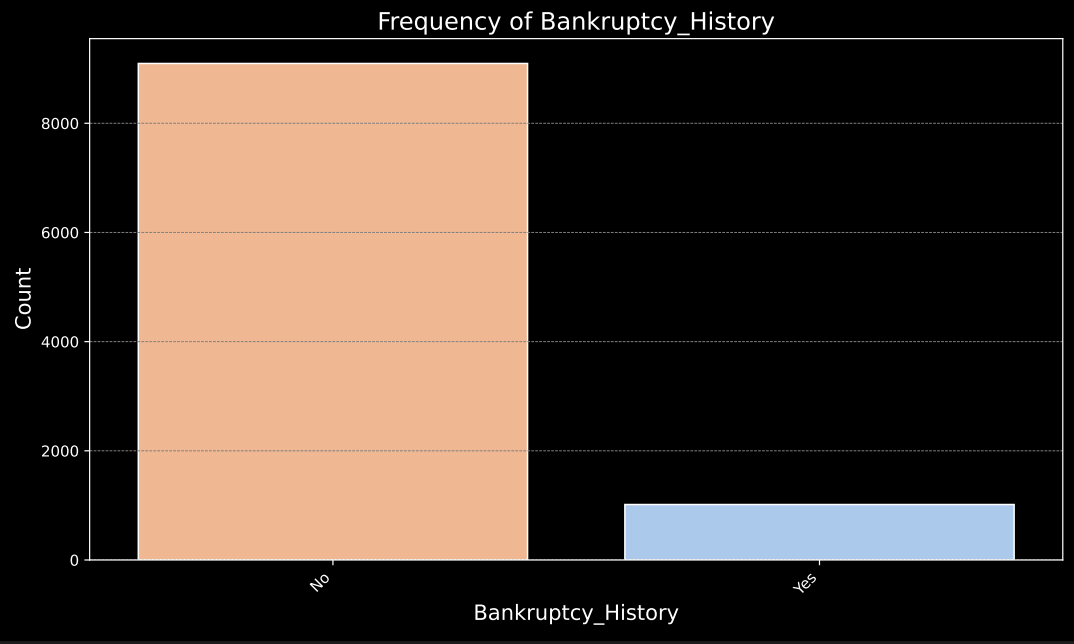 Frequency of Bankruptcy_History
Count
8000
6000
4000
2000
0
No
Yes
Bankruptcy_History